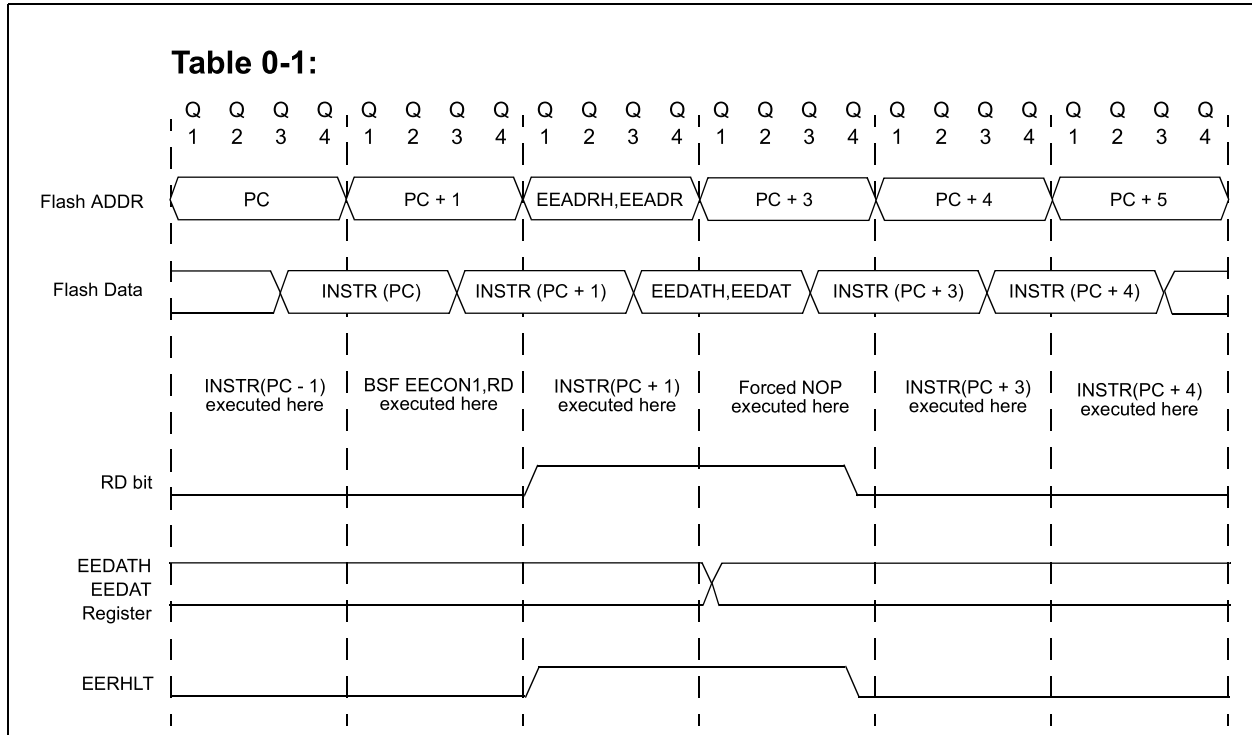 Table 0-1:
Q Q Q Q Q Q Q Q Q Q Q Q Q Q Q Q Q Q Q Q Q Q Q Q
1 2 3 4 1 2 3 4 1 2 3 4 1 2 3 4 1 2 3 4 1 2 3 4
Flash ADDR PC PC + 1 EEADRH,EEADR PC + 3 PC + 4 PC + 5
Flash Data INSTR (PC) INSTR (PC + 1) EEDATH,EEDAT INSTR (PC + 3) INSTR (PC + 4)
INSTR(PC - 1) BSF EECON1,RD INSTR(PC + 1) Forced NOP INSTR(PC + 3) INSTR(PC + 4)
executed here executed here executed here executed here executed here executed here
RD bit
EEDATH
EEDAT
Register
EERHLT